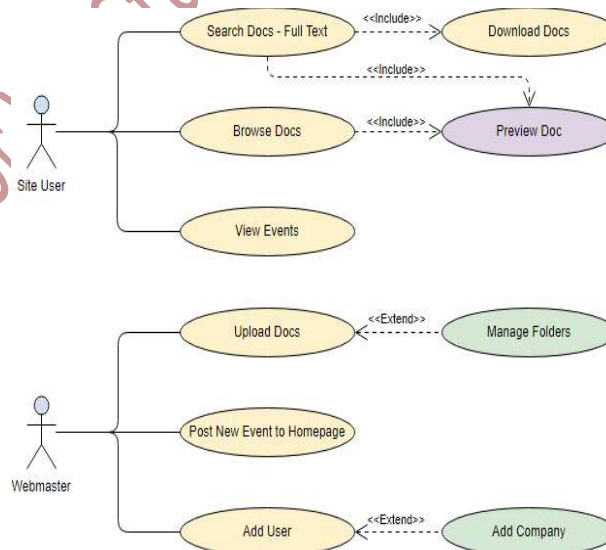 Search Docs - Full Text
<<Include>>
Download Docs
<<Include>>
Browse Docs
<<Include>>
Preview Doc
Site User
View Events
Upload Docs
<<Extend>>
Manage Folders
Post New Event to Homepage
Webmaster
Add User
<<Extend>>
Add Company